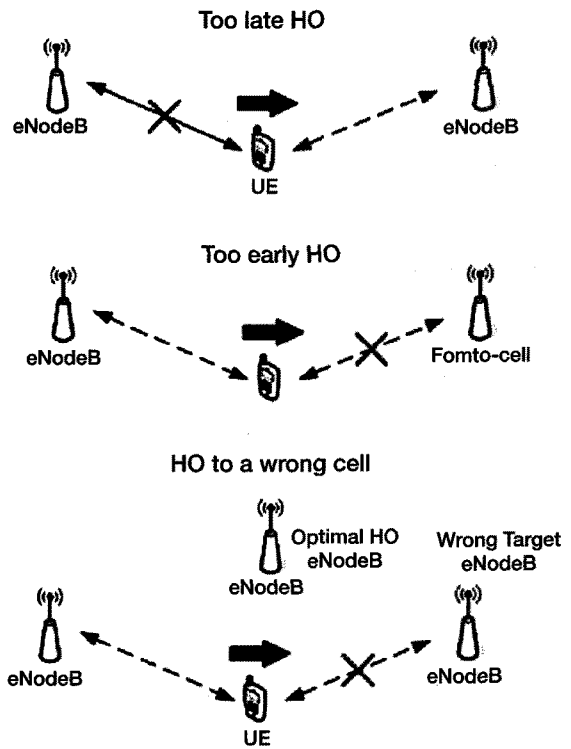 Too late HO
eNodeB
eNodeB
UE
Too early HO
eNodeB
Fomto-cell
HO to a wrong cell
Optimal HO
eNodeB
eNodeB
Wrong Target
eNodeB
eNodeB
eNodeB
UE